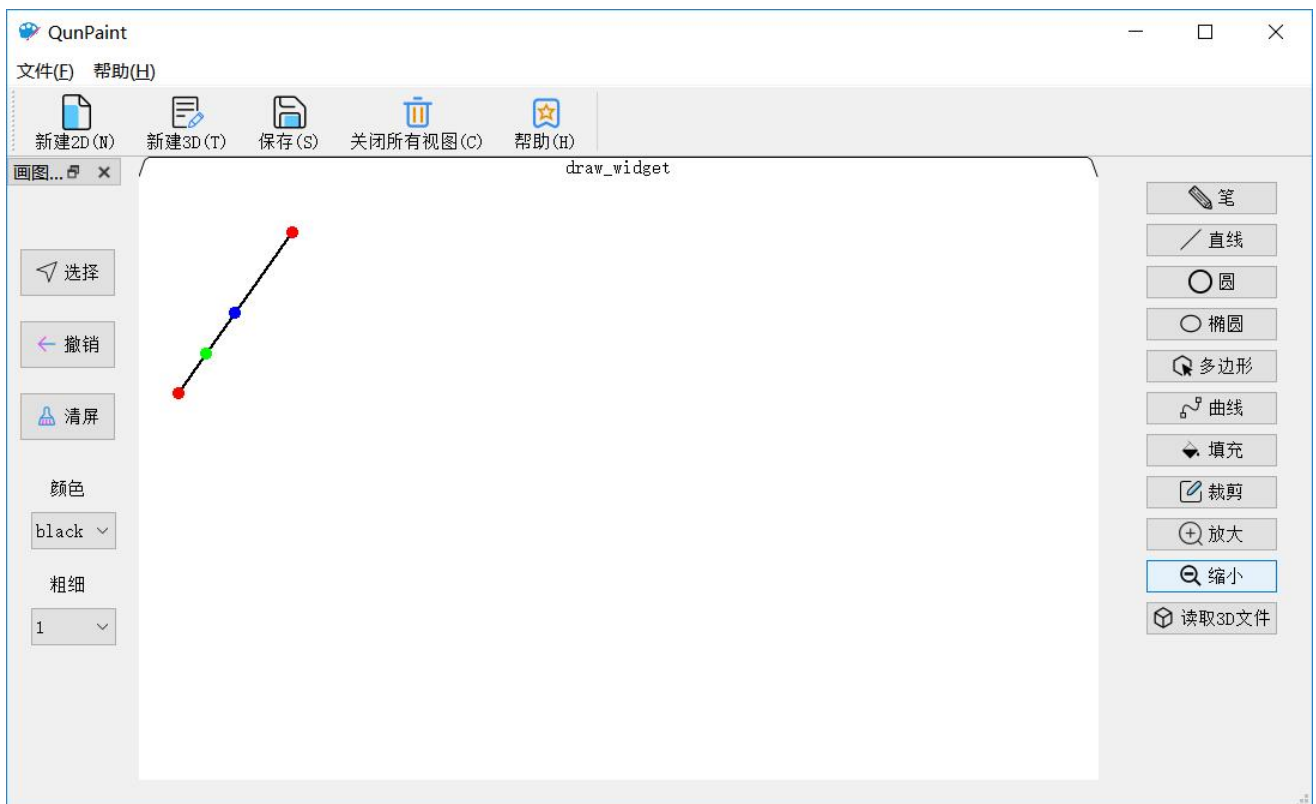 QunPaint
文件(F) 帮助(H)
新建2D(N) 新建3D(T) 保存(S) 关闭所有视图(C) 帮助(H)
画图...
draw_widget
选择
撤销
清屏
颜色
black
粗细
1
笔
直线
圆
椭圆
多边形
曲线
填充
裁剪
放大
缩小
读取3D文件